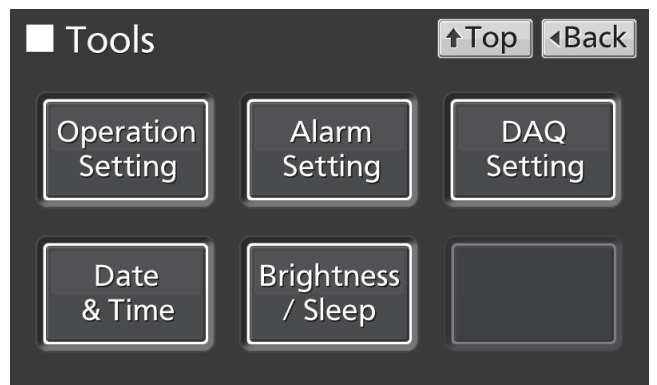 Tools
Top
Back
Operation
Setting
Alarm
Setting
DAQ
Setting
Date
& Time
Brightness
/ Sleep